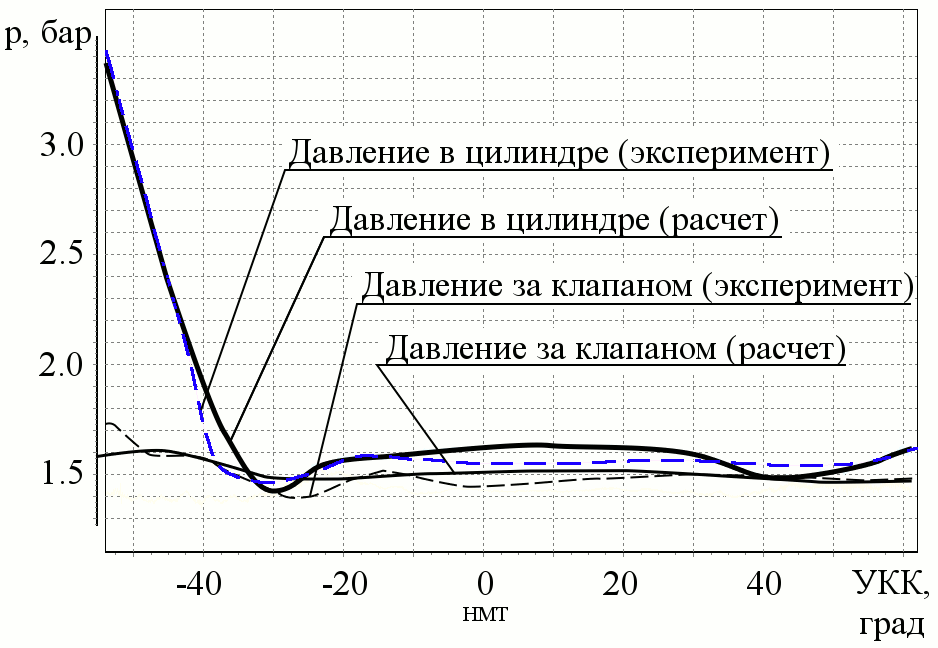 р, бар
3.0
Давление в цилиндре (эксперимент)
Давление в цилиндре (расчет)
2.5
Давление за клапаном (эксперимент)
Давление за клапаном (расчет)
2.0
1.5
-40 -20 0 20 40 УКК,
нмт град